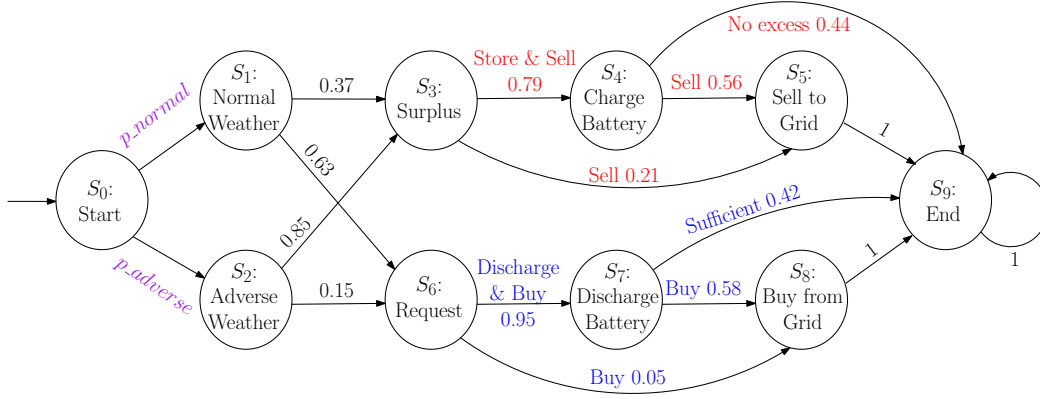 No excess 0.44
S3:
Surplus
Store & Sell
0.79
S4:
Charge
Battery
Sell 0.56
S5:
Sell to
Grid
S1:
Normal
Weather
0.37
p_normal
1
0.63
Sell 0.21
S0:
Start
S9:
End
1
Sufficient 0.42
0.85
p_adverse
S2:
Adverse
Weather
0.15
S6:
Request
Discharge
& Buy
0.95
S7:
Discharge
Battery
Buy 0.58
S8:
Buy from
Grid
1
Buy 0.05